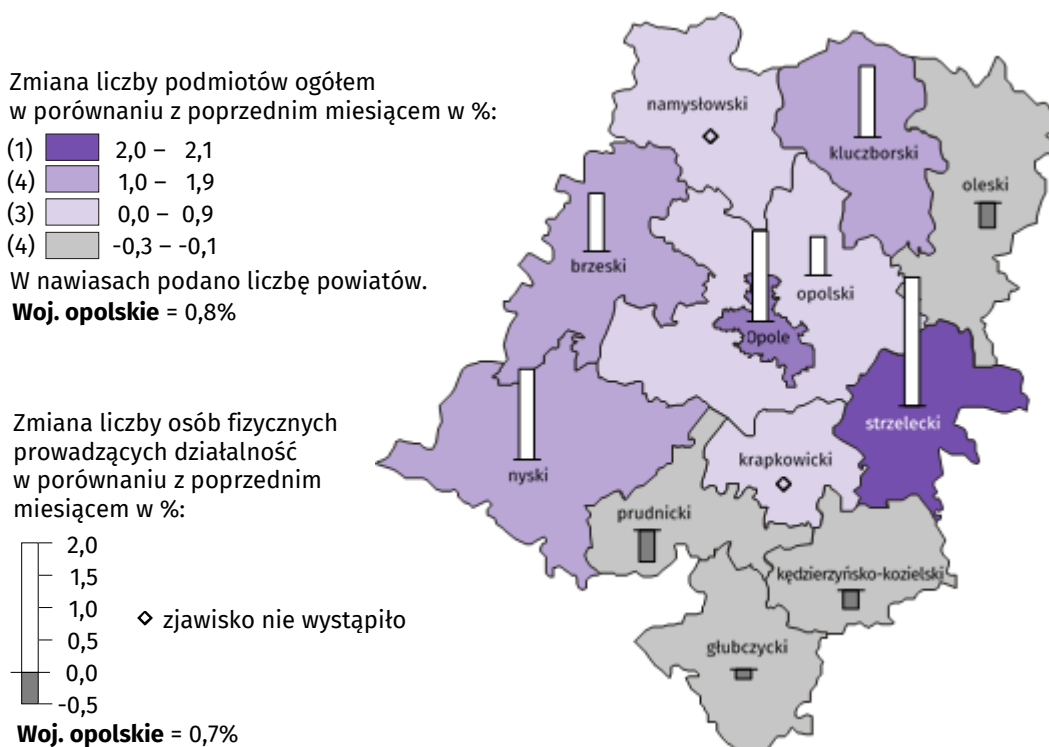 Zmiana liczby podmiotów ogółem
w porównaniu z poprzednim miesiącem w %:
(1) 2,0 – 2,1
(4) 1,0 – 1,9
(3) 0,0 – 0,9
(4) -0,3 – -0,1
W nawiasach podano liczbę powiatów.
Woj. opolskie = 0,8%
Zmiana liczby osób fizycznych
prowadzących działalność
w porównaniu z poprzednim
miesiącem w %:
2,0
1,5
1,0
0,5
0,0
-0,5
zjawisko nie wystąpiło
Woj. opolskie = 0,7%
namysłowski
kluczborski
oleski
brzeski
opolski
Opole
strzelecki
nyski
krapkowicki
prudnicki
kędzierzyńsko-kozielski
głubczycki